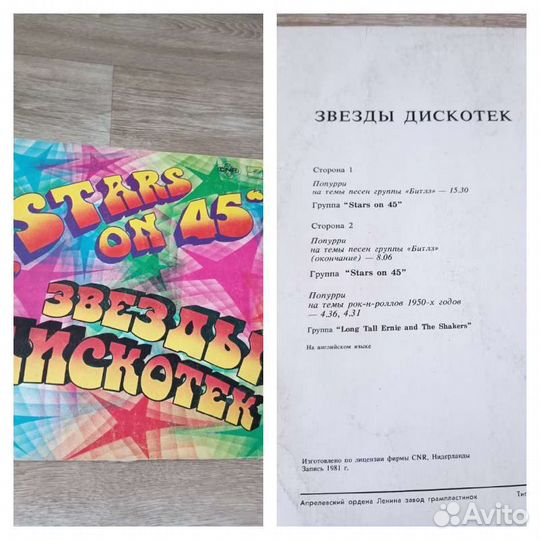 „STARS
ON 45“
CNR
ЗВЕЗДЫ
ДИСКОТЕК
ЗВЕЗДЫ ДИСКОТЕК
Сторона 1
Попурри
на темы песен группы «Битлз» — 15.30
Группа "Stars on 45"
Сторона 2
Попурри
на темы песен группы «Битлз»
(окончание) — 8.06
Группа "Stars on 45"
Попурри
на темы рок-н-роллов 1950-х годов
— 4.36, 4.31
Группа "Long Tall Ernie and The Shakers"
На английском языке
Изготовлено по лицензии фирмы CNR, Нидерланды
Запись 1981 г.
Апрелевский ордена Ленина завод грампластинок
Ти
Avito